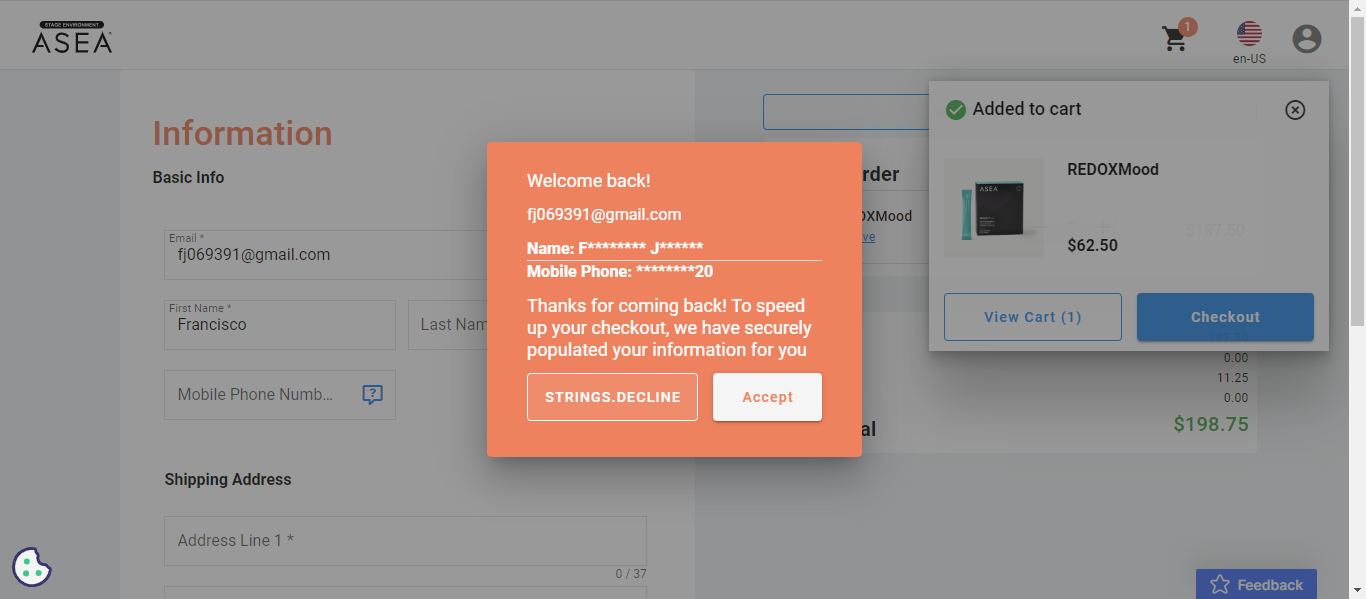 STAGE ENVIRONMENT
ASEA
1
en-US
Information
Basic Info
Email *
fj069391@gmail.com
First Name *
Francisco
Last Nam
Mobile Phone Numb...
?
Shipping Address
Address Line 1 *
0 / 37
Welcome back!
fj069391@gmail.com
Name: F******** J******
Mobile Phone: ********20
Thanks for coming back! To speed
up your checkout, we have securely
populated your information for you
STRINGS.DECLINE
Accept
Added to cart
ASEA
REDOXMood
$187.50
$62.50
View Cart (1)
Checkout
rder
OXMood
ve
0.00
11.25
0.00
al
$198.75
Feedback